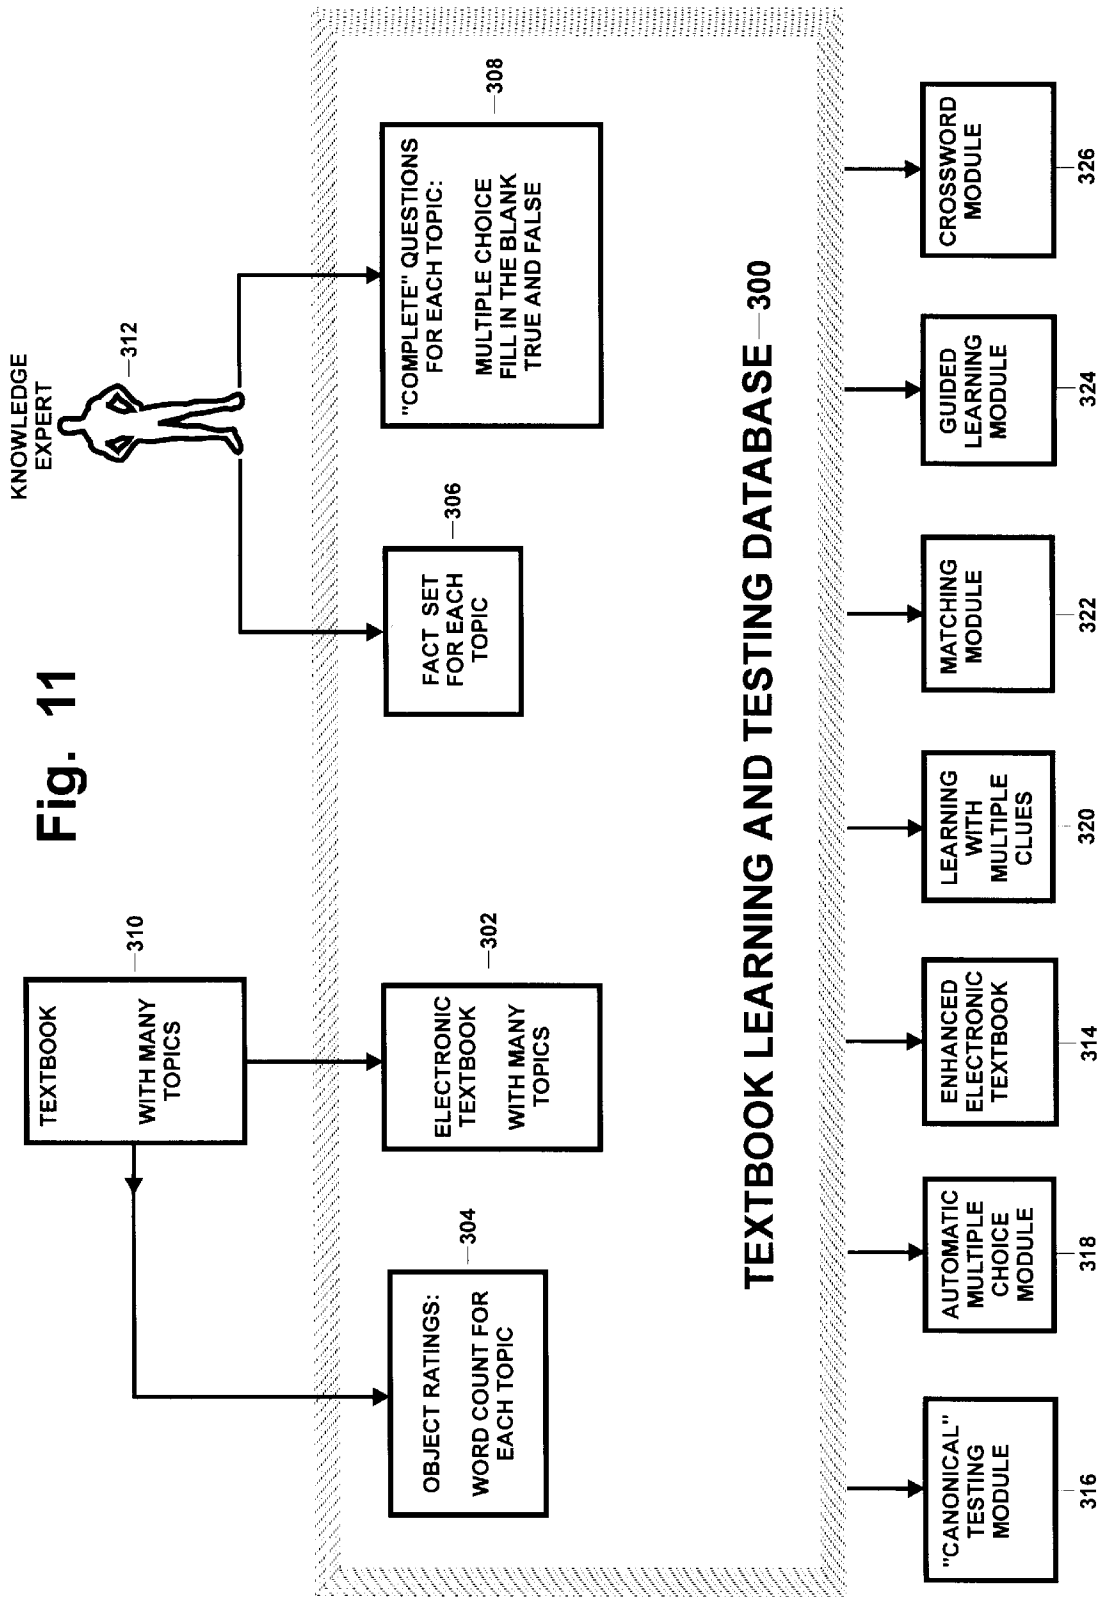 Fig. 11
TEXTBOOK
WITH MANY
TOPICS
310
KNOWLEDGE
EXPERT
312
OBJECT RATINGS:
WORD COUNT FOR
EACH TOPIC
304
ELECTRONIC
TEXTBOOK
WITH MANY
TOPICS
302
FACT SET
FOR EACH
TOPIC
306
"COMPLETE" QUESTIONS
FOR EACH TOPIC:
MULTIPLE CHOICE
FILL IN THE BLANK
TRUE AND FALSE
308
TEXTBOOK LEARNING AND TESTING DATABASE 300
"CANONICAL"
TESTING
MODULE
316
AUTOMATIC
MULTIPLE
CHOICE
MODULE
318
ENHANCED
ELECTRONIC
TEXTBOOK
314
LEARNING
WITH
MULTIPLE
CLUES
320
MATCHING
MODULE
322
GUIDED
LEARNING
MODULE
324
CROSSWORD
MODULE
326